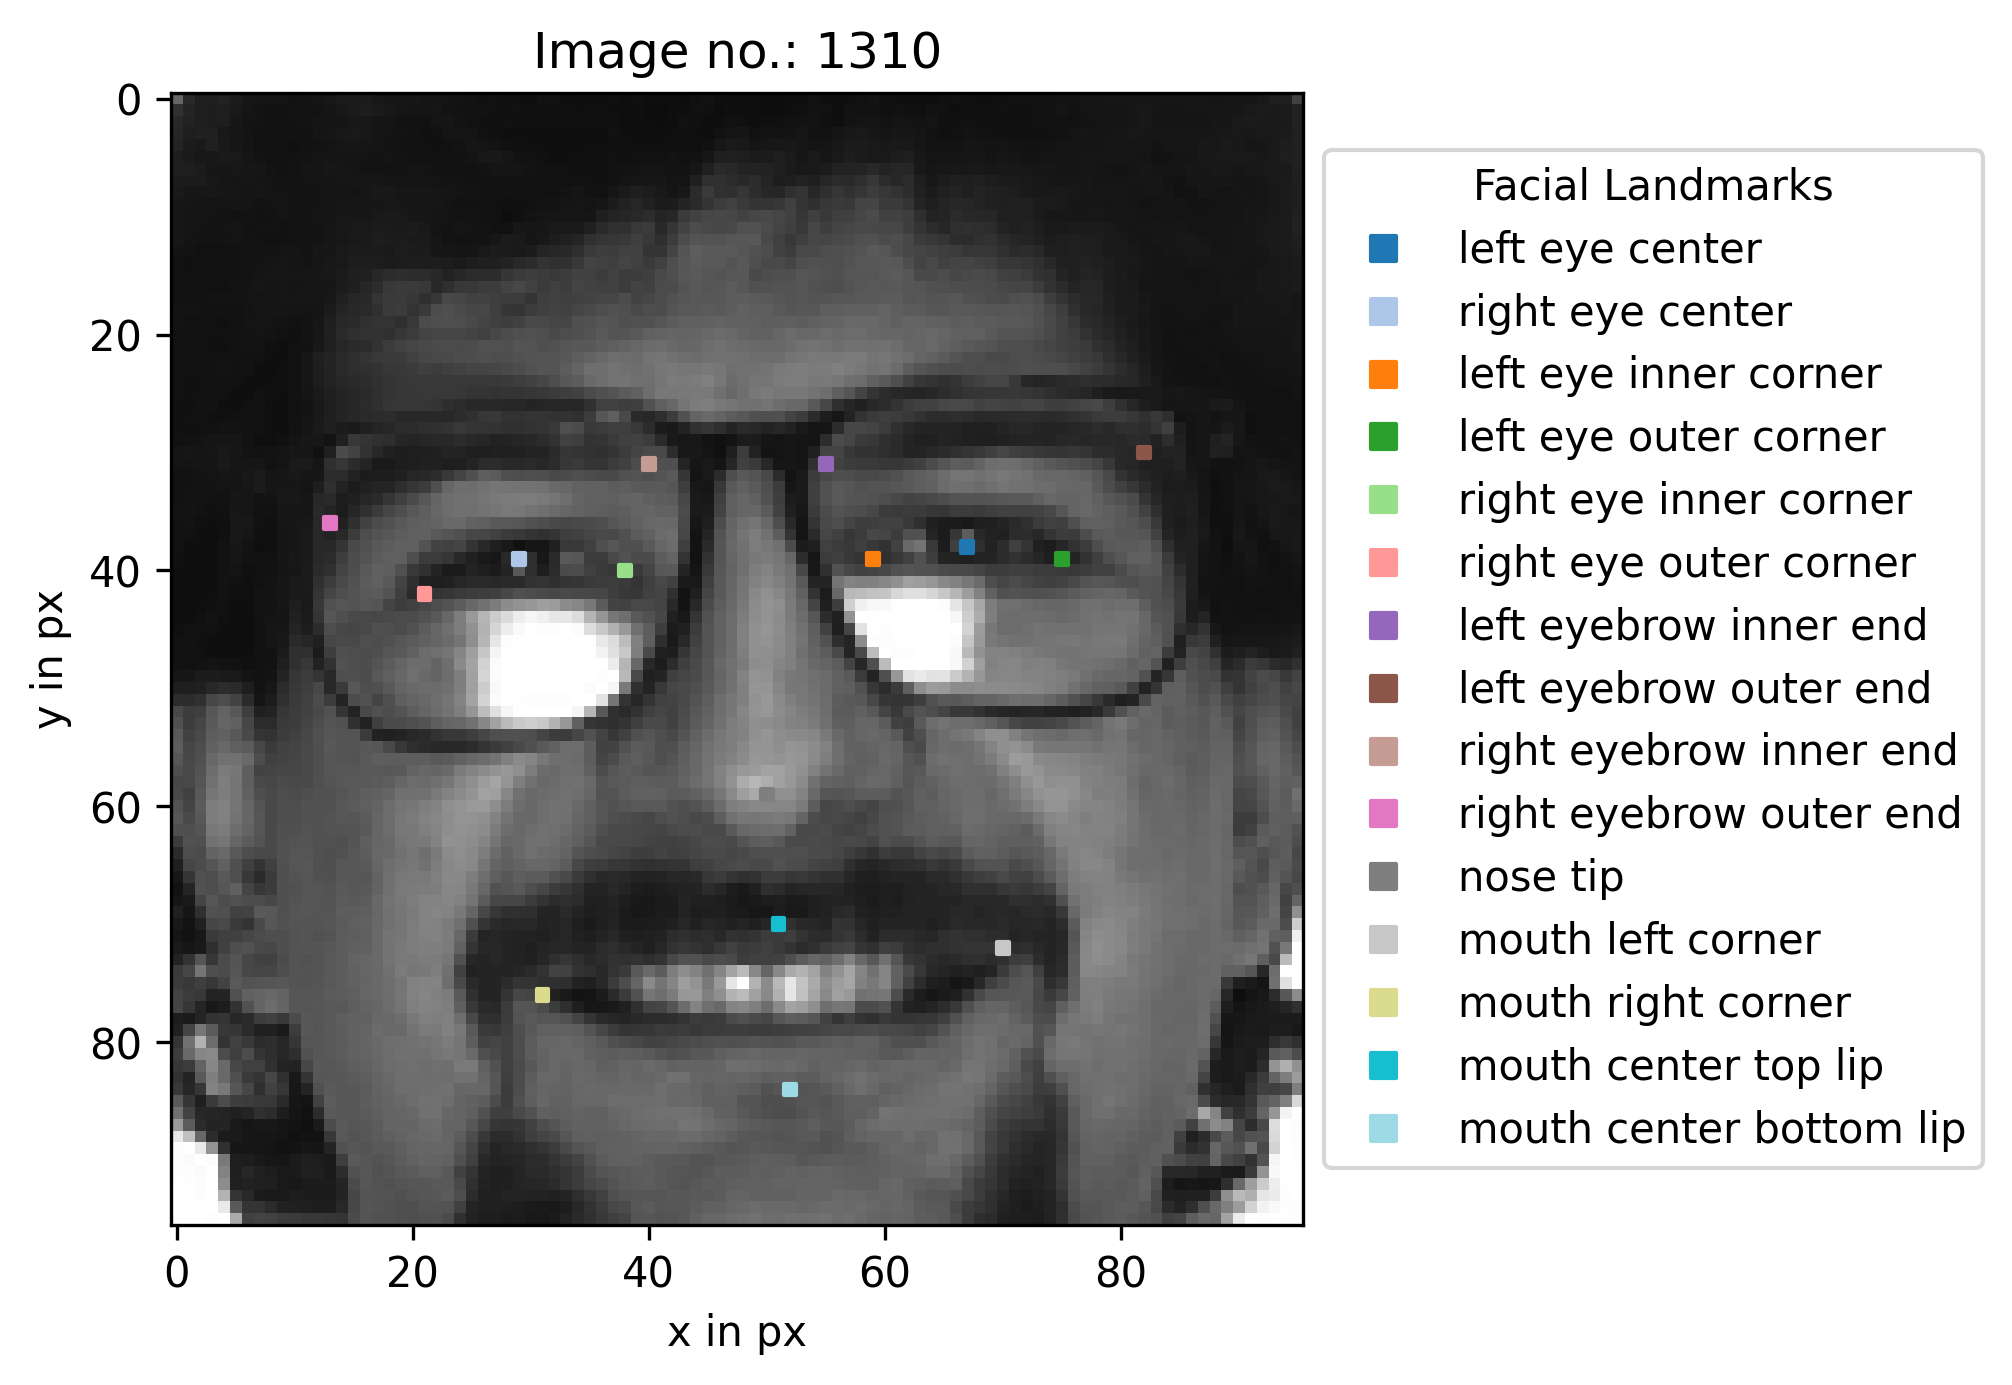 Image no.: 1310
0
20
40
60
80
y in px
0 20 40 60 80
x in px
Facial Landmarks
left eye center
right eye center
left eye inner corner
left eye outer corner
right eye inner corner
right eye outer corner
left eyebrow inner end
left eyebrow outer end
right eyebrow inner end
right eyebrow outer end
nose tip
mouth left corner
mouth right corner
mouth center top lip
mouth center bottom lip